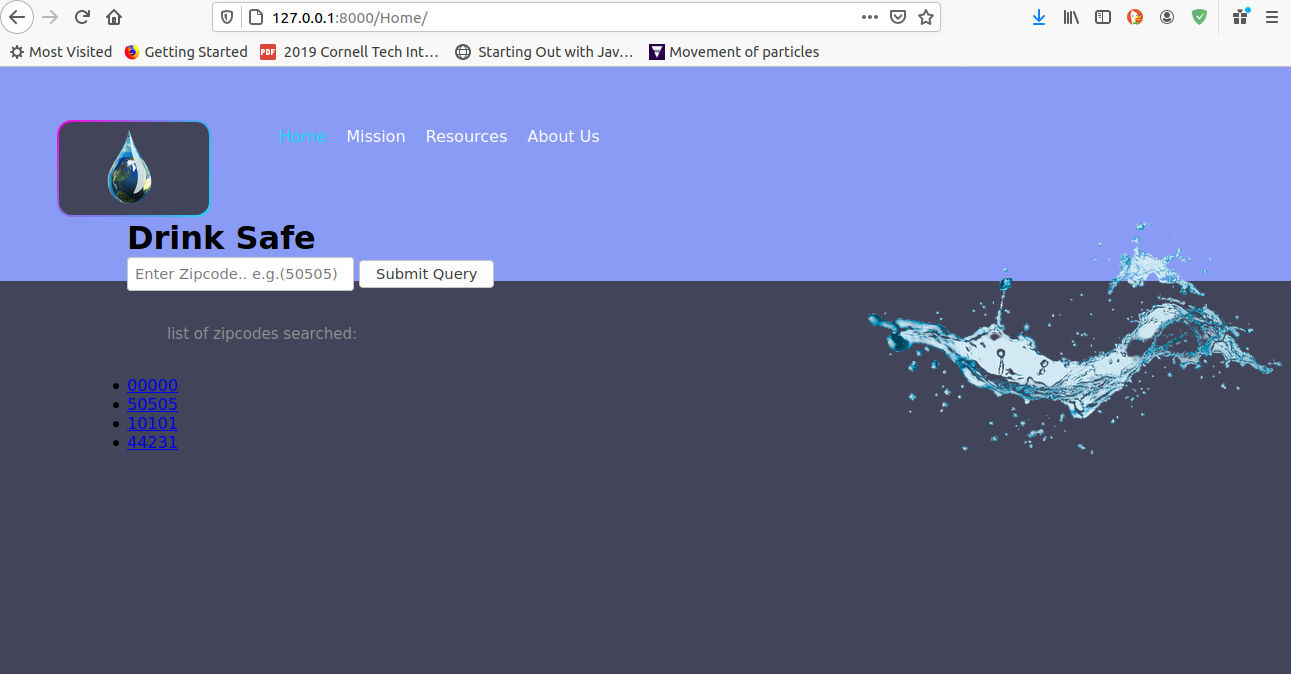 127.0.0.1:8000/Home/
Most Visited Getting Started PDF 2019 Cornell Tech Int… Starting Out with Jav… Movement of particles
Home Mission Resources About Us
Drink Safe
Enter Zipcode.. e.g.(50505) Submit Query
list of zipcodes searched:
00000
50505
10101
44231